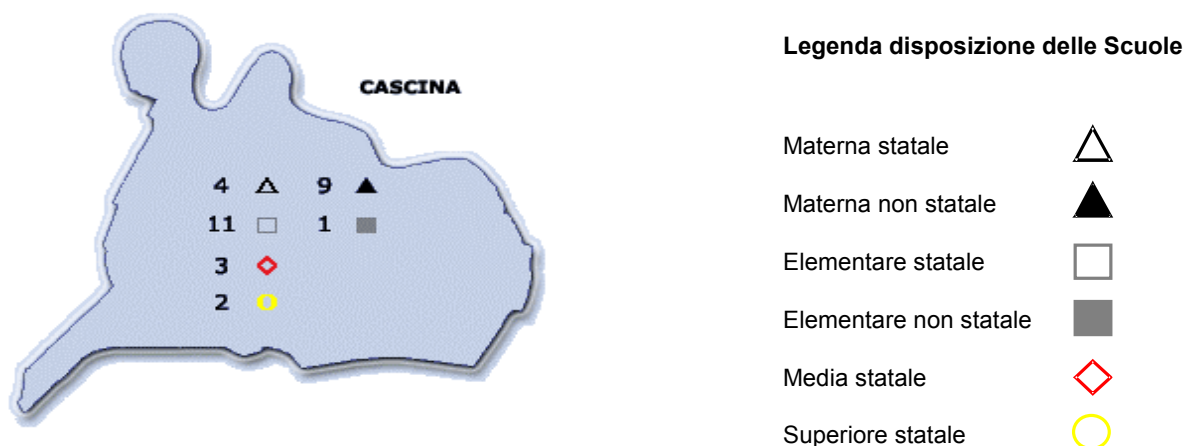 CASCINA
4 9
11 1
3
2
Legenda disposizione delle Scuole
Materna statale
Materna non statale
Elementare statale
Elementare non statale
Media statale
Superiore statale